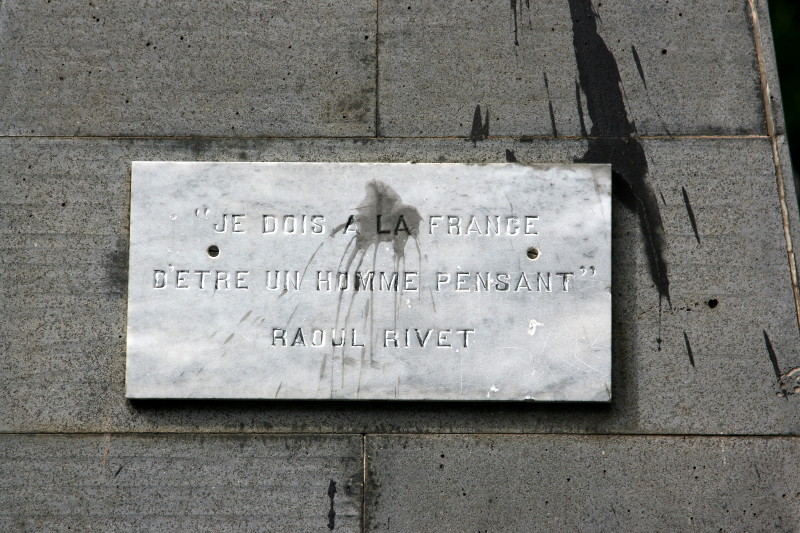 "JE DOIS A LA FRANCE
D'ETRE UN HOMME PENSANT"
RAOUL RIVET